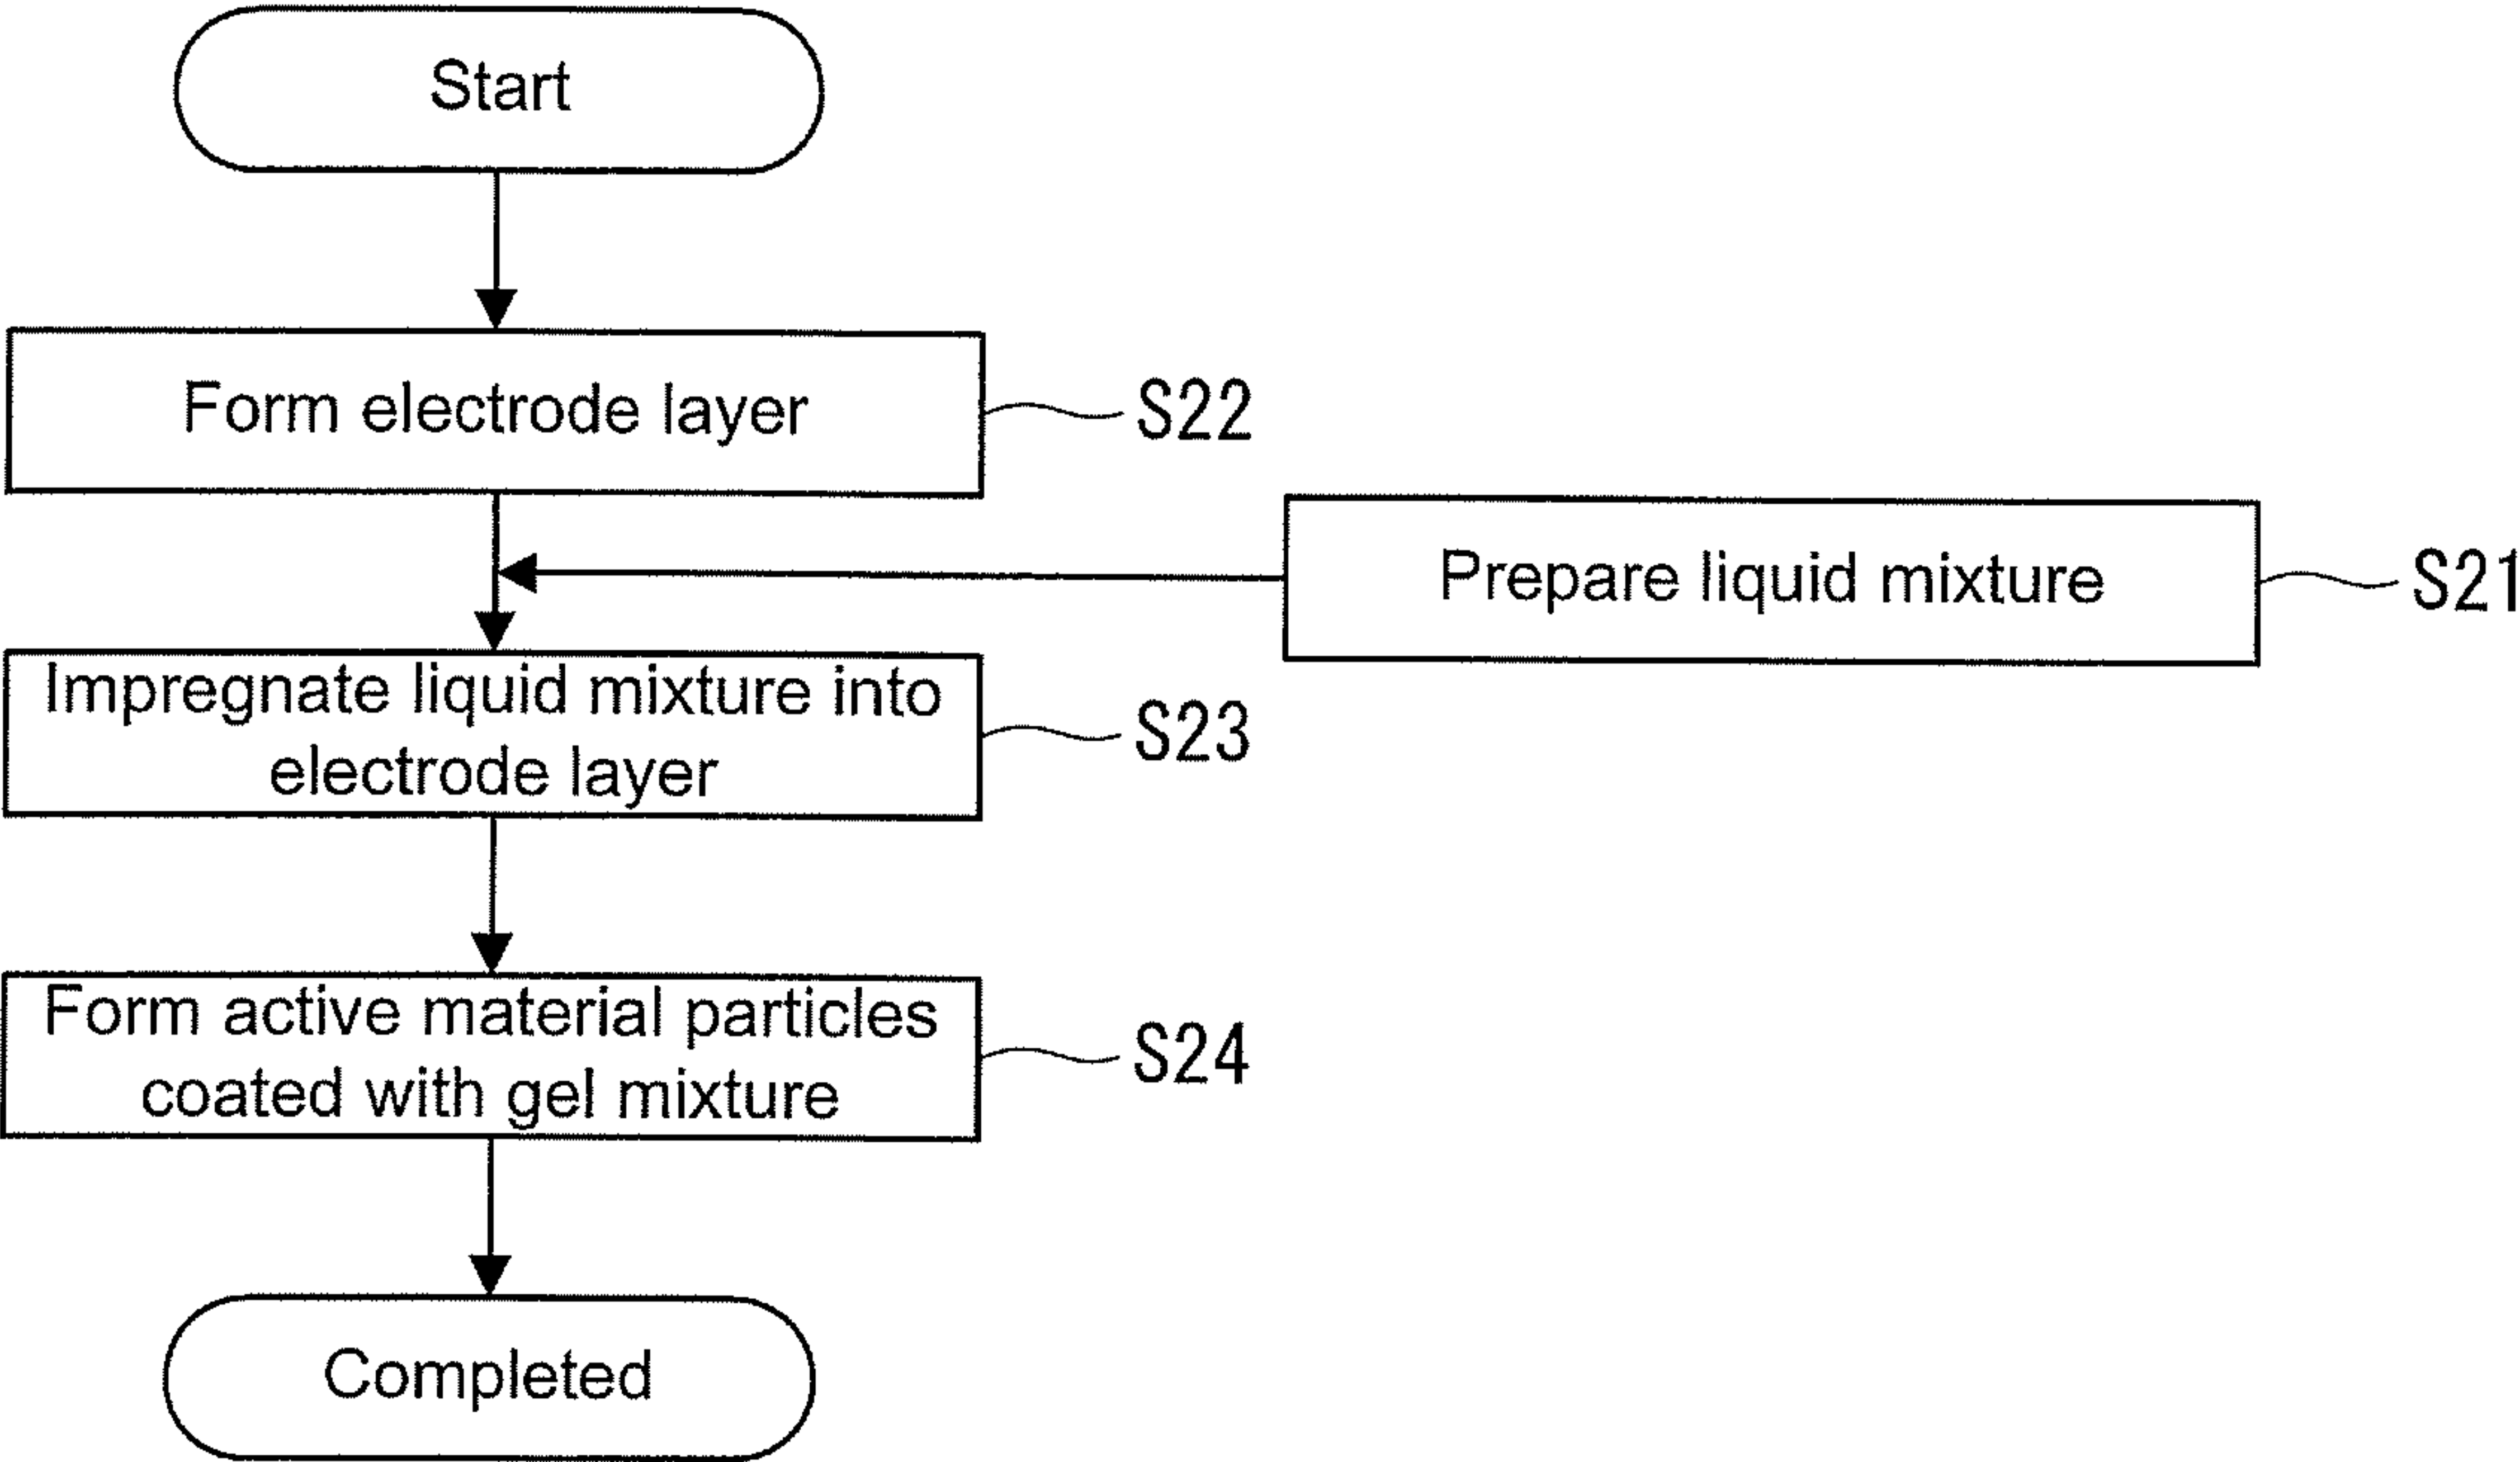 Start
Form electrode layer
S22
Prepare liquid mixture
S21
Impregnate liquid mixture into
electrode layer
S23
Form active material particles
coated with gel mixture
S24
Completed